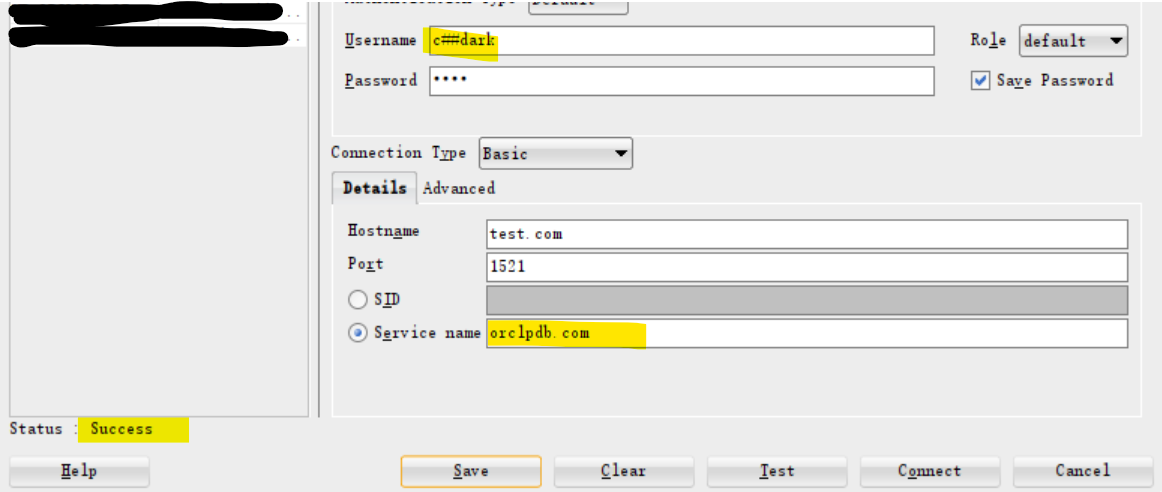 Username c##dark Role default
Password •••• Save Password
Connection Type Basic
Details Advanced
Hostname test.com
Port 1521
SID
Service name orclpdb.com
Status : Success
Help Save Clear Test Connect Cancel